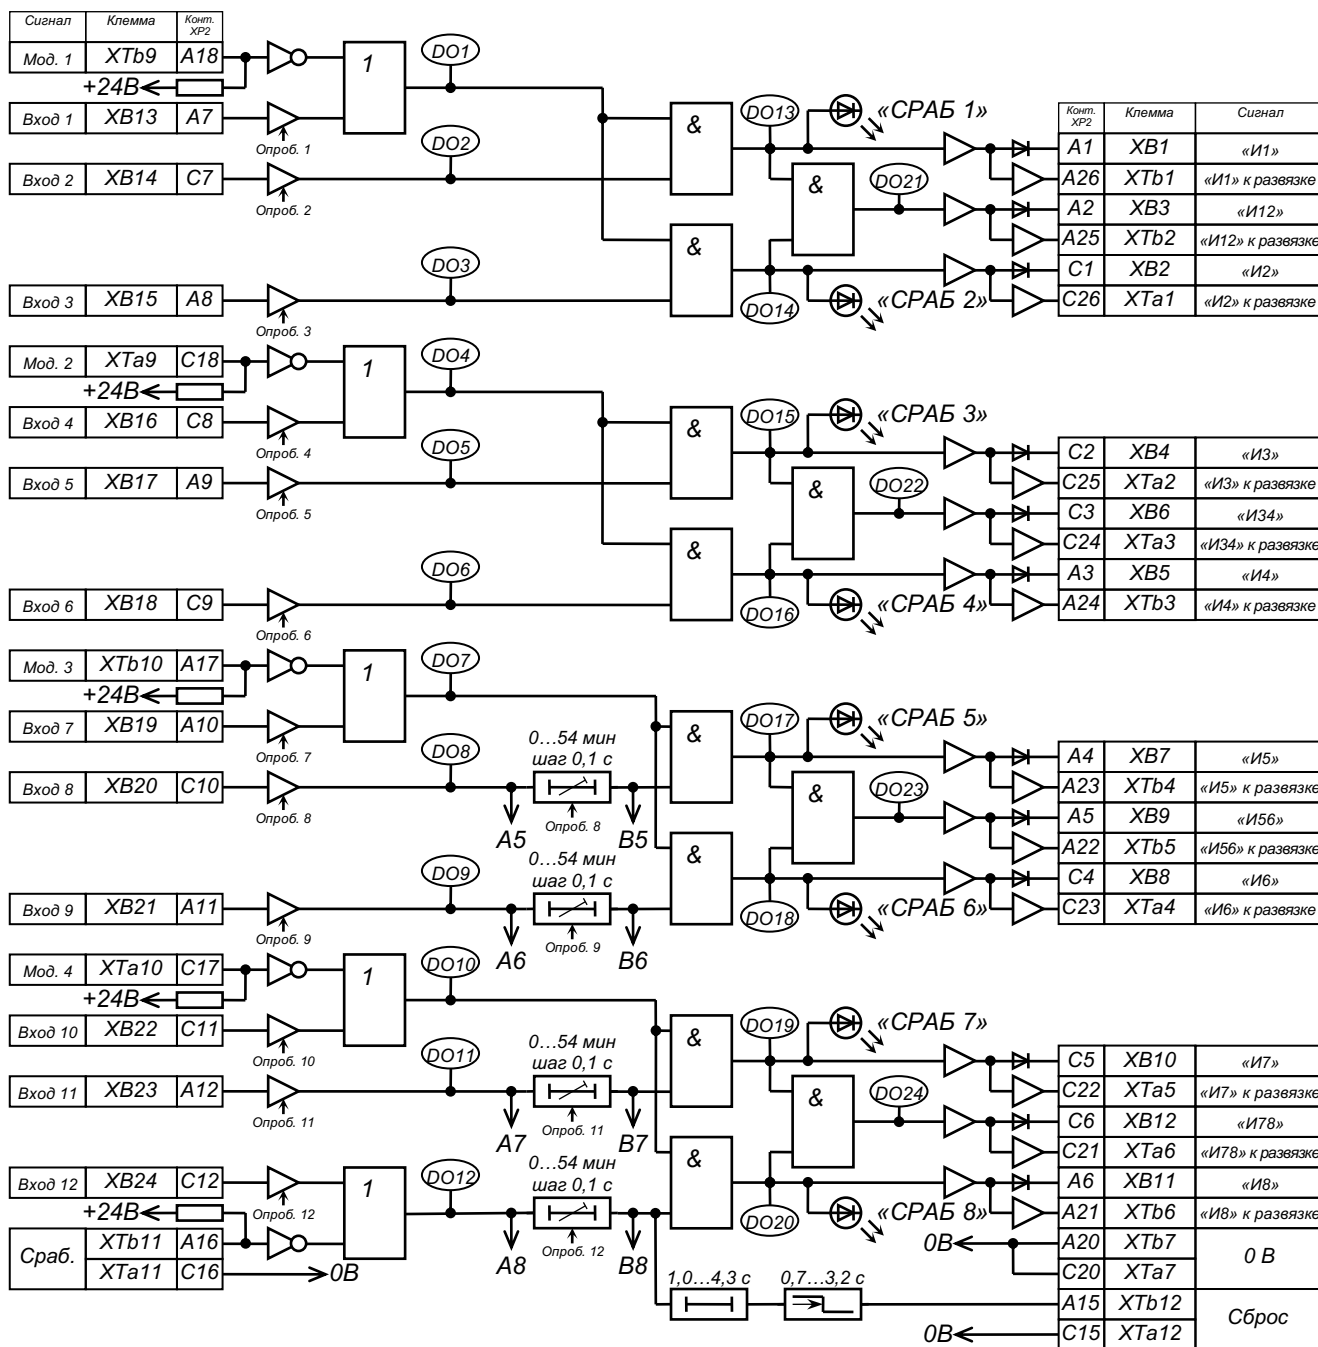 Сигнал Клемма Конт. ХР2
Мод. 1 XTb9 A18
+24В
1
DO1
Вход 1 XB13 A7
Опроб. 1
DO2
Вход 2 XB14 C7
Опроб. 2
&
DO13
«СРАБ 1»
&
DO21
DO3
Вход 3 XB15 A8
Опроб. 3
&
DO14
«СРАБ 2»
Конт. ХР2 Клемма Сигнал
A1 XB1 «И1»
A26 XTb1 «И1» к развязке
A2 XB3 «И12»
A25 XTb2 «И12» к развязке
C1 XB2 «И2»
C26 XTa1 «И2» к развязке
Мод. 2 XTa9 C18
+24В
1
DO4
Вход 4 XB16 C8
Опроб. 4
DO5
Вход 5 XB17 A9
Опроб. 5
&
DO15
«СРАБ 3»
&
DO22
DO6
Вход 6 XB18 C9
Опроб. 6
&
DO16
«СРАБ 4»
C2 XB4 «И3»
C25 XTa2 «И3» к развязке
C3 XB6 «И34»
C24 XTa3 «И34» к развязке
A3 XB5 «И4»
A24 XTb3 «И4» к развязке
Мод. 3 XTb10 A17
+24В
1
DO7
Вход 7 XB19 A10
Опроб. 7
DO8
Вход 8 XB20 C10
Опроб. 8
0…54 мин
шаг 0,1 с
Опроб. 8
A5
B5
&
DO17
«СРАБ 5»
&
DO23
DO9
Вход 9 XB21 A11
Опроб. 9
0…54 мин
шаг 0,1 с
Опроб. 9
A6
B6
&
DO18
«СРАБ 6»
A4 XB7 «И5»
A23 XTb4 «И5» к развязке
A5 XB9 «И56»
A22 XTb5 «И56» к развязке
C4 XB8 «И6»
C23 XTa4 «И6» к развязке
Мод. 4 XTa10 C17
+24В
1
DO10
Вход 10 XB22 C11
Опроб. 10
DO11
Вход 11 XB23 A12
Опроб. 11
0…54 мин
шаг 0,1 с
Опроб. 11
A7
B7
&
DO19
«СРАБ 7»
&
DO24
Вход 12 XB24 C12
Опроб. 12
+24В
1
DO12
0…54 мин
шаг 0,1 с
Опроб. 12
A8
B8
&
DO20
«СРАБ 8»
Сраб. XTb11 A16
XTa11 C16
0В
1,0…4,3 с
0,7…3,2 с
C5 XB10 «И7»
C22 XTa5 «И7» к развязке
C6 XB12 «И78»
C21 XTa6 «И78» к развязке
A6 XB11 «И8»
A21 XTb6 «И8» к развязке
0В
A20 XTb7 0 В
C20 XTa7
A15 XTb12 Сброс
0В
C15 XTa12